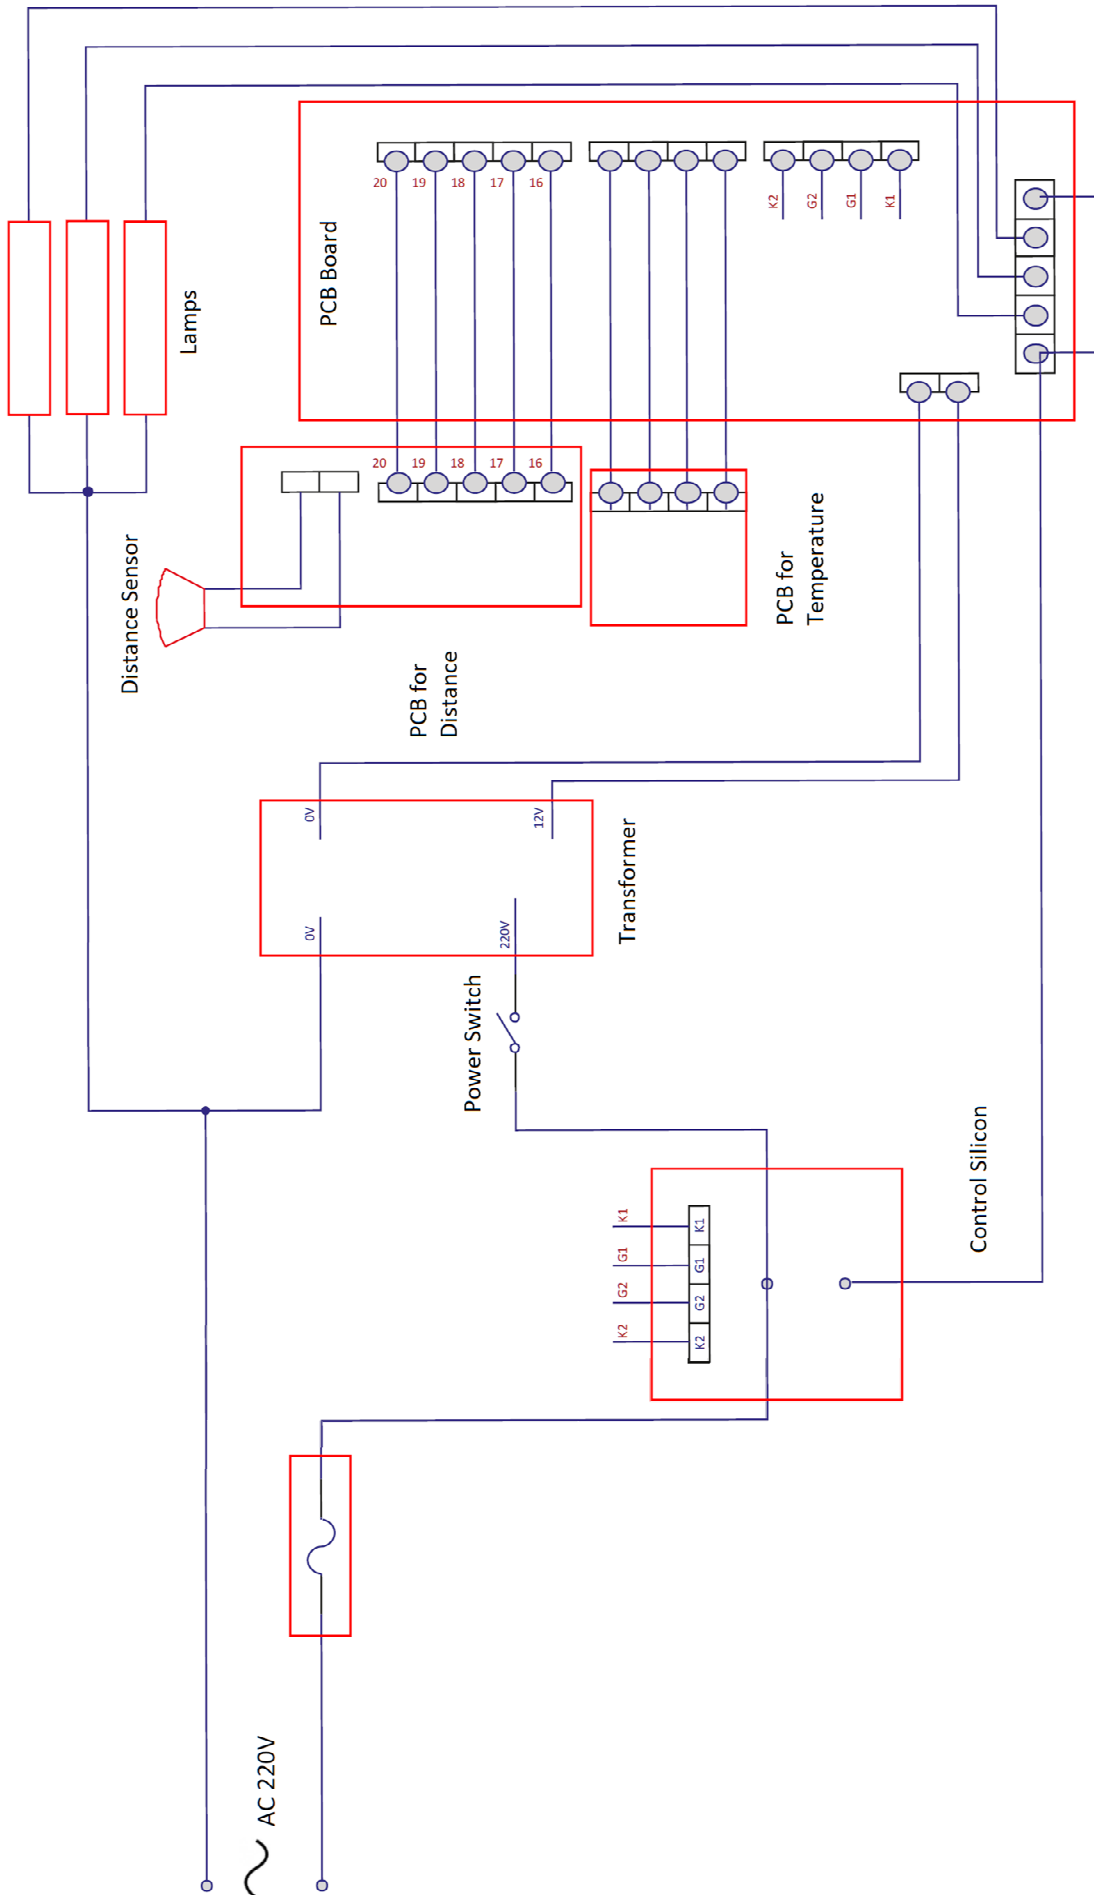 Lamps
PCB Board
20
19
18
17
16
K2
G2
G1
K1
20
19
18
17
16
Distance Sensor
PCB for
Distance
PCB for
Temperature
0V
12V
0V
220V
Transformer
Power Switch
K1
G1
G2
K2
K1
G1
G2
K2
Control Silicon
AC 220V